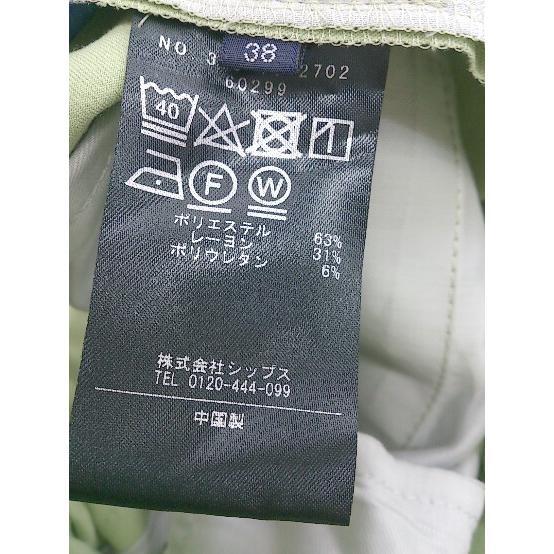 38
NO 3 2702
60299
40
F W
ポリエステル 63%
レーヨン 31%
ポリウレタン 6%
株式会社シップス
TEL 0120-444-099
中国製